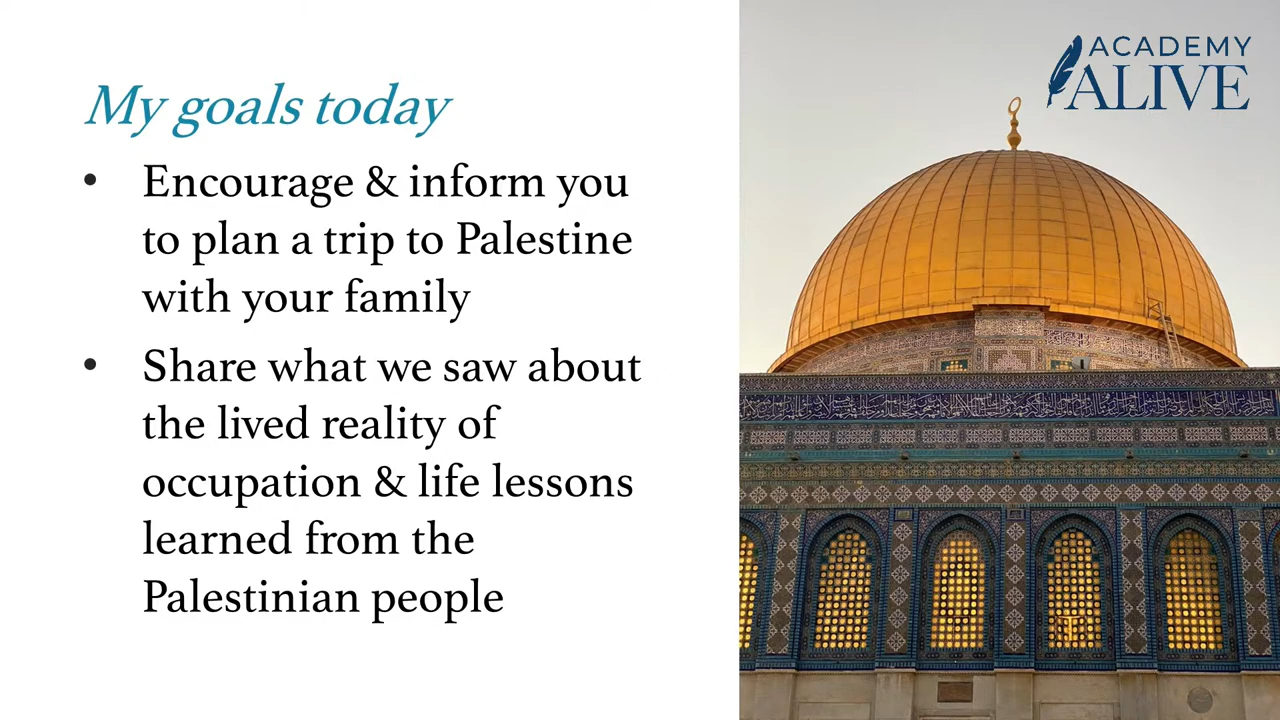 My goals today
• Encourage & inform you
to plan a trip to Palestine
with your family
• Share what we saw about
the lived reality of
occupation & life lessons
learned from the
Palestinian people
ACADEMY
ALIVE